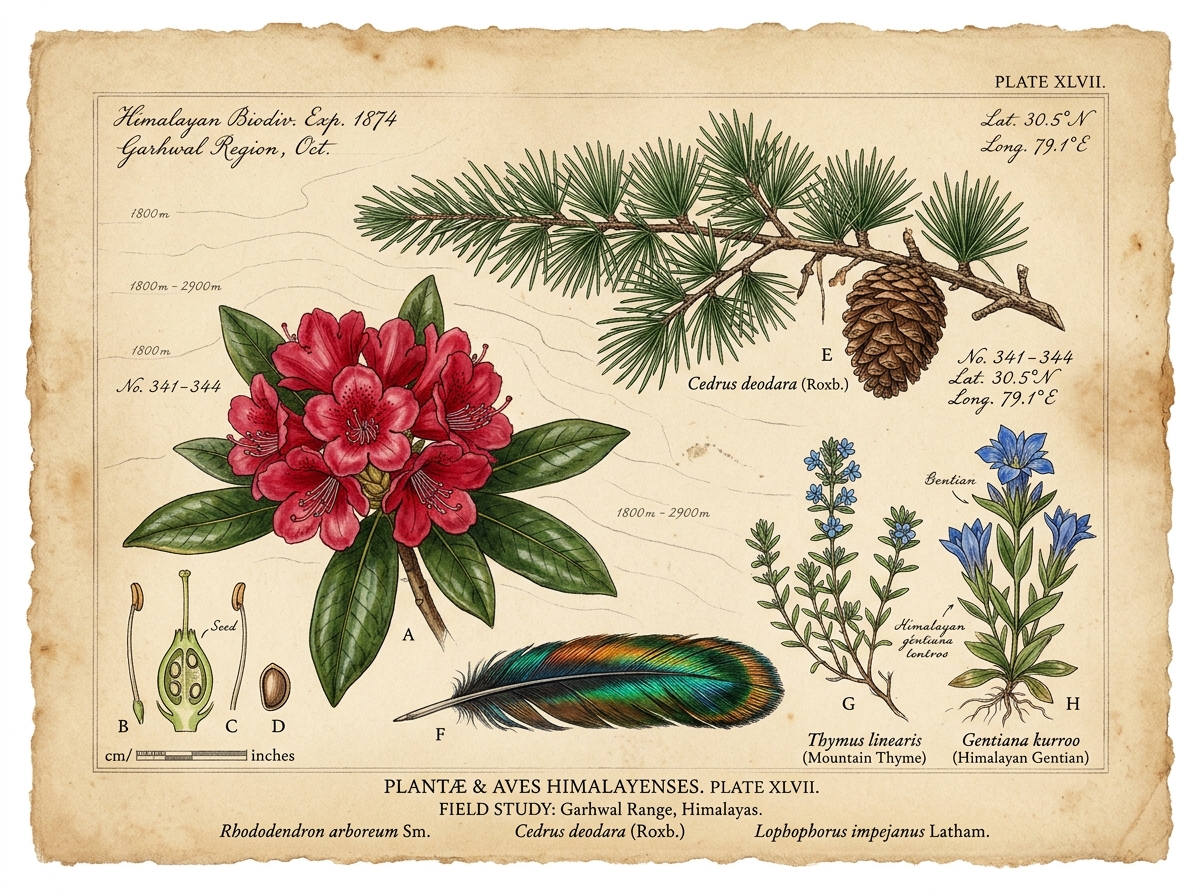 PLATE XLVII.
Himalayan Biodiv. Exp. 1874
Garhwal Region, Oct.
Lat. 30.5°N
Long. 79.1°E
1800m
1800m - 2900m
1800m
No. 341-344
E
Cedrus deodara (Roxb.)
No. 341-344
Lat. 30.5°N
Long. 79.1°E
Bentian
1800m - 2900m
Seed
A
Himalayan
gentiuna
tontros
B
C
D
F
G
H
cm/ inches
Thymus linearis
(Mountain Thyme)
Gentiana kurroo
(Himalayan Gentian)
PLANTÆ & AVES HIMALAYENSES. PLATE XLVII.
FIELD STUDY: Garhwal Range, Himalayas.
Rhododendron arboreum Sm. Cedrus deodara (Roxb.) Lophophorus impejanus Latham.